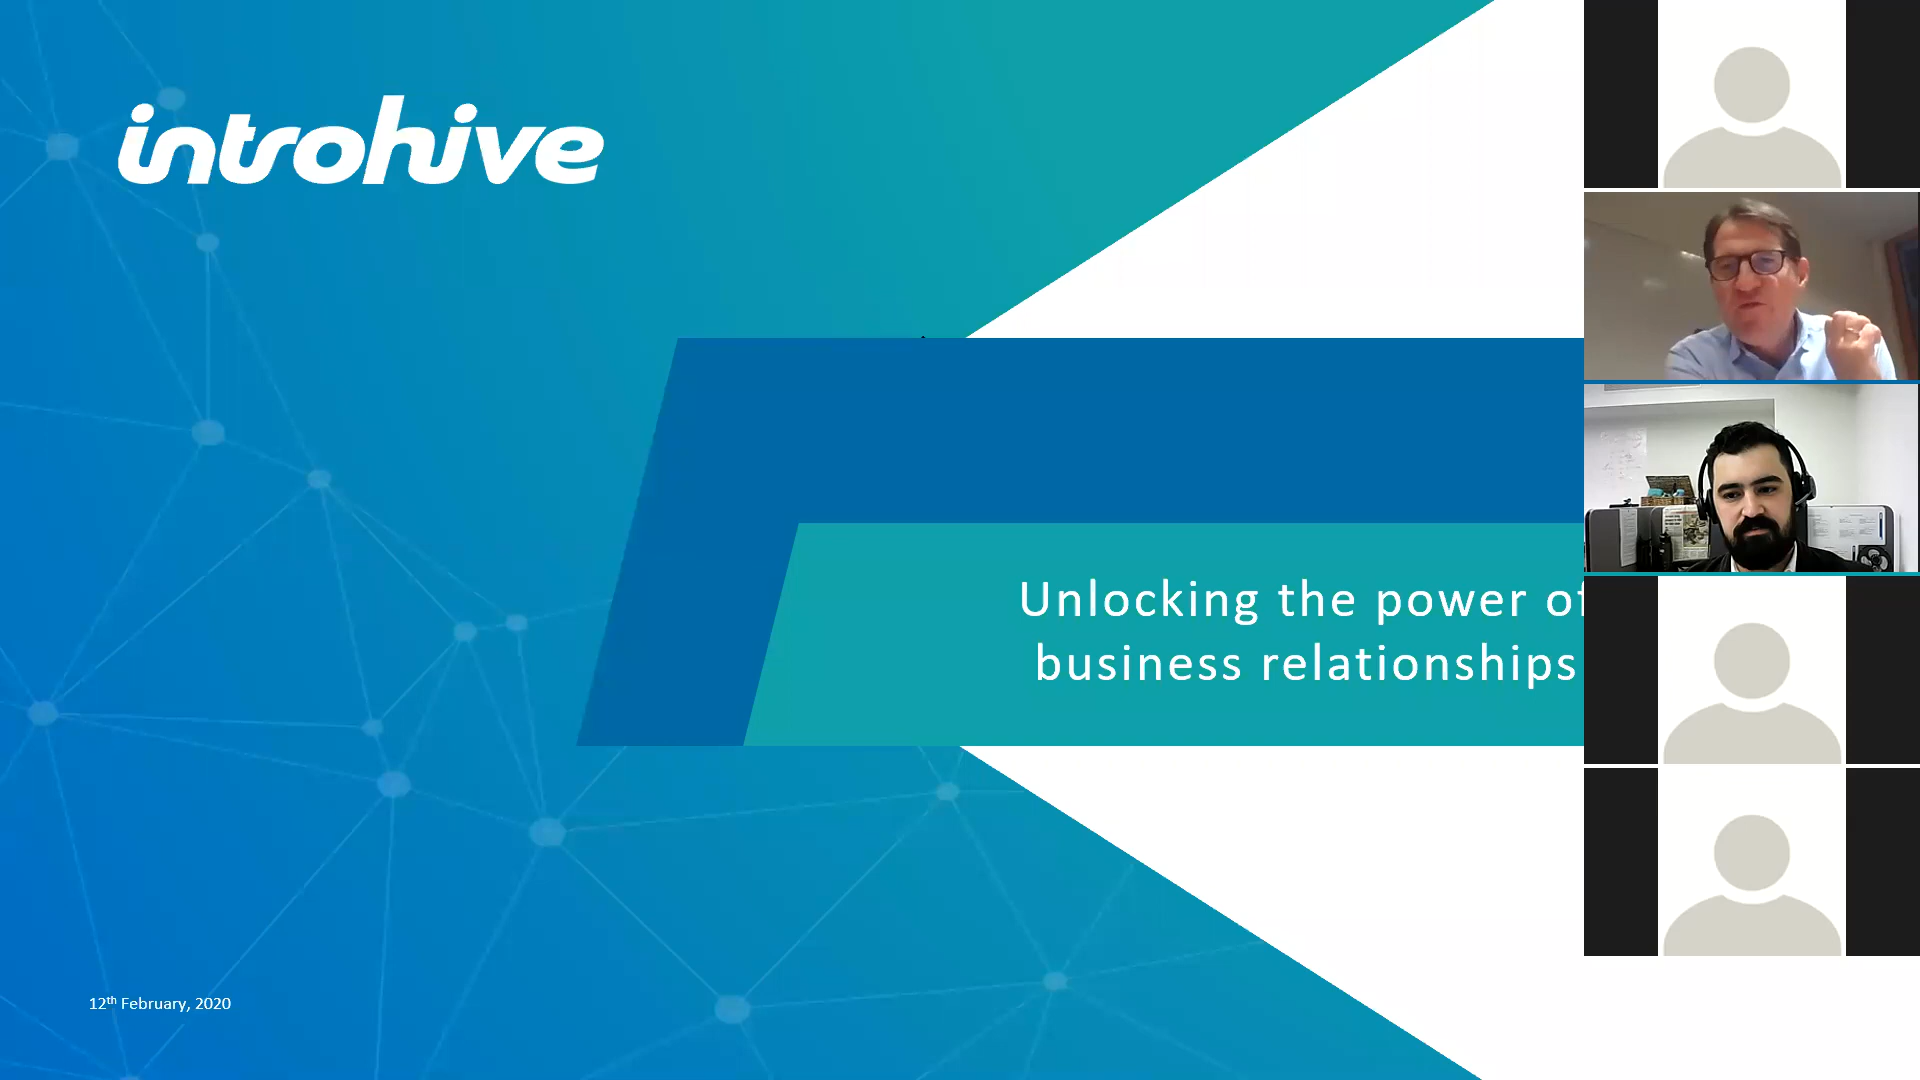 introhive
Unlocking the power of
business relationships
12th February, 2020